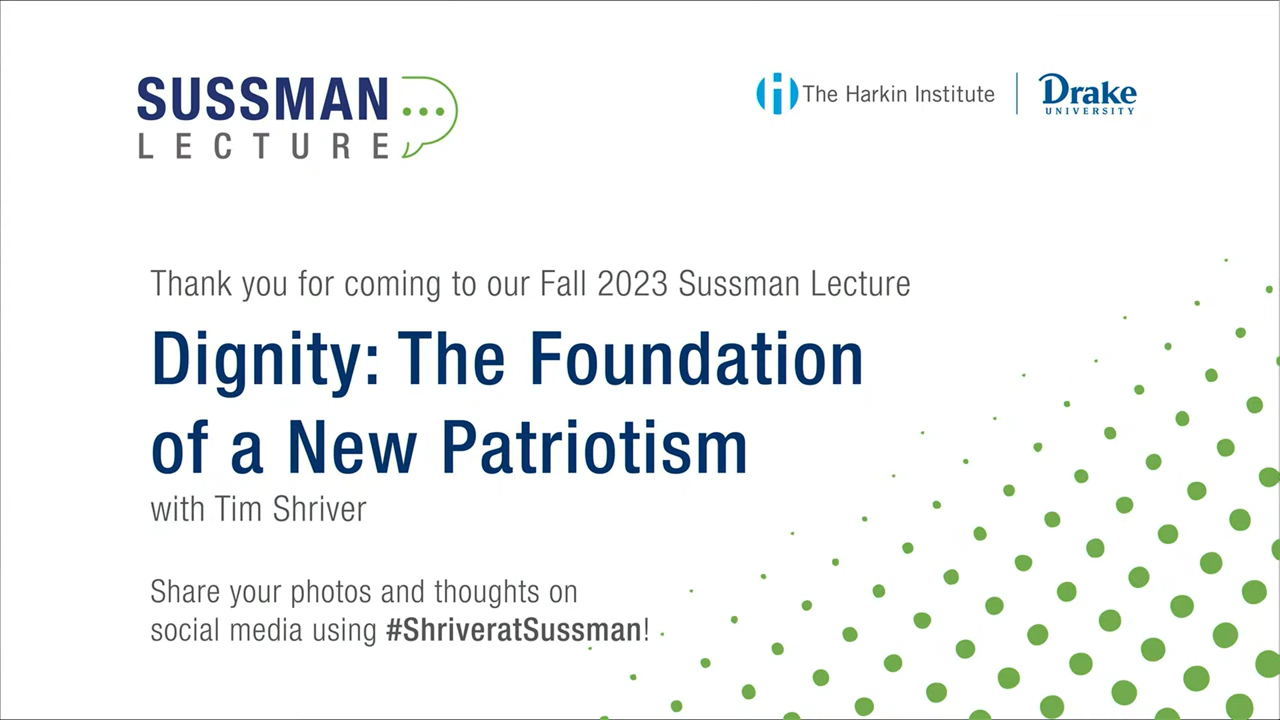 SUSSMAN
LECTURE
The Harkin Institute
Drake
UNIVERSITY
Thank you for coming to our Fall 2023 Sussman Lecture
Dignity: The Foundation
of a New Patriotism
with Tim Shriver
Share your photos and thoughts on
social media using #ShriveratSussman!